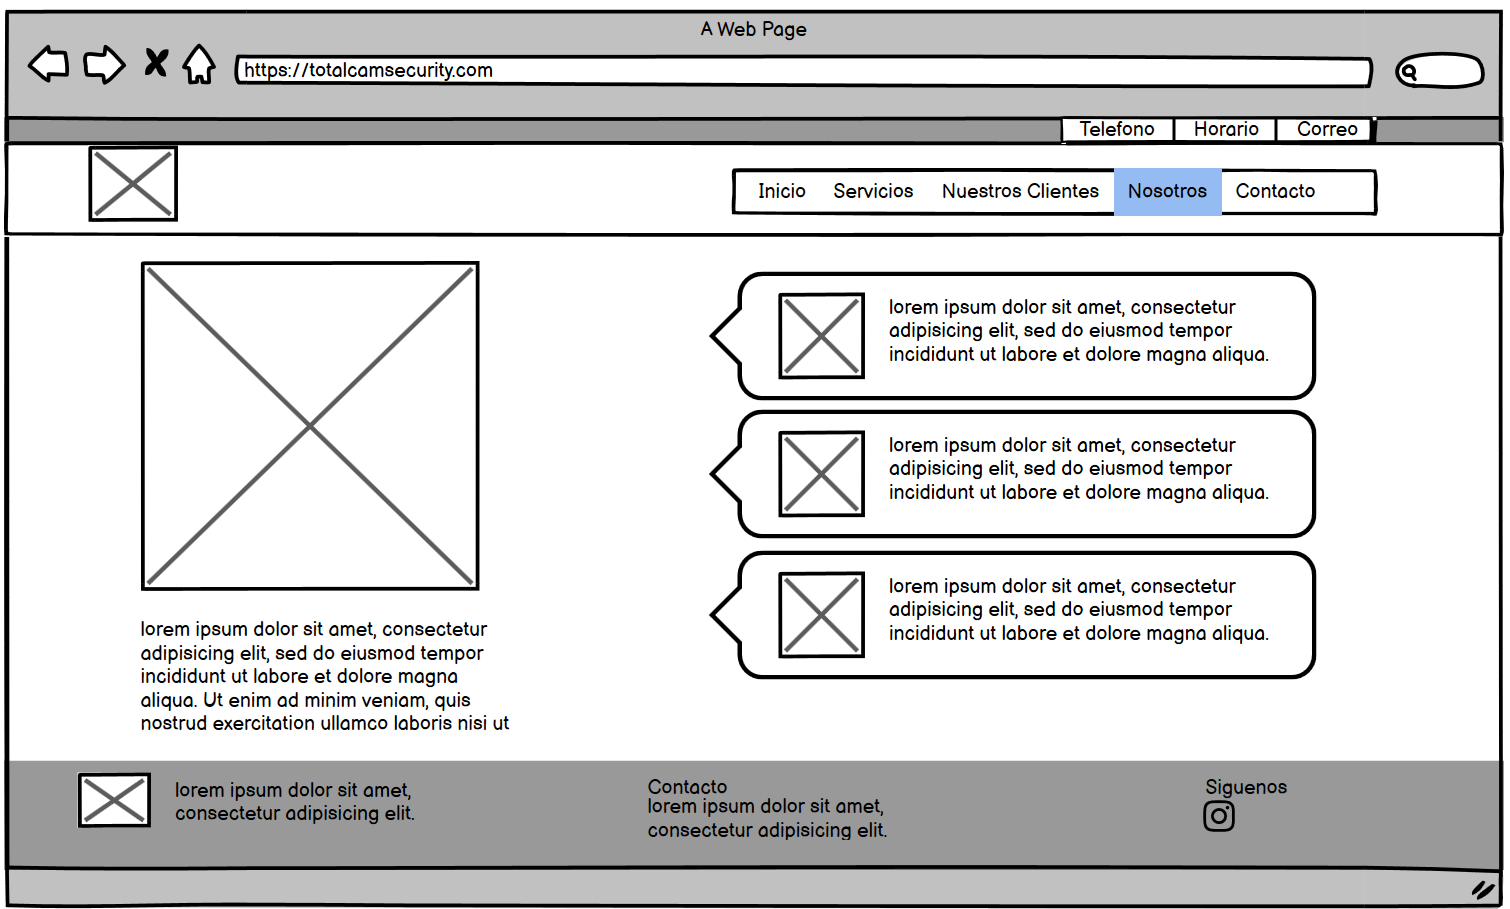 A Web Page
https://totalcamsecurity.com
Telefono Horario Correo
Inicio Servicios Nuestros Clientes Nosotros Contacto
lorem ipsum dolor sit amet, consectetur
adipisicing elit, sed do eiusmod tempor
incididunt ut labore et dolore magna aliqua.
lorem ipsum dolor sit amet, consectetur
adipisicing elit, sed do eiusmod tempor
incididunt ut labore et dolore magna aliqua.
lorem ipsum dolor sit amet, consectetur
adipisicing elit, sed do eiusmod tempor
incididunt ut labore et dolore magna aliqua.
lorem ipsum dolor sit amet, consectetur
adipisicing elit, sed do eiusmod tempor
incididunt ut labore et dolore magna
aliqua. Ut enim ad minim veniam, quis
nostrud exercitation ullamco laboris nisi ut
lorem ipsum dolor sit amet,
consectetur adipisicing elit.
Contacto
lorem ipsum dolor sit amet,
consectetur adipisicing elit.
Siguenos